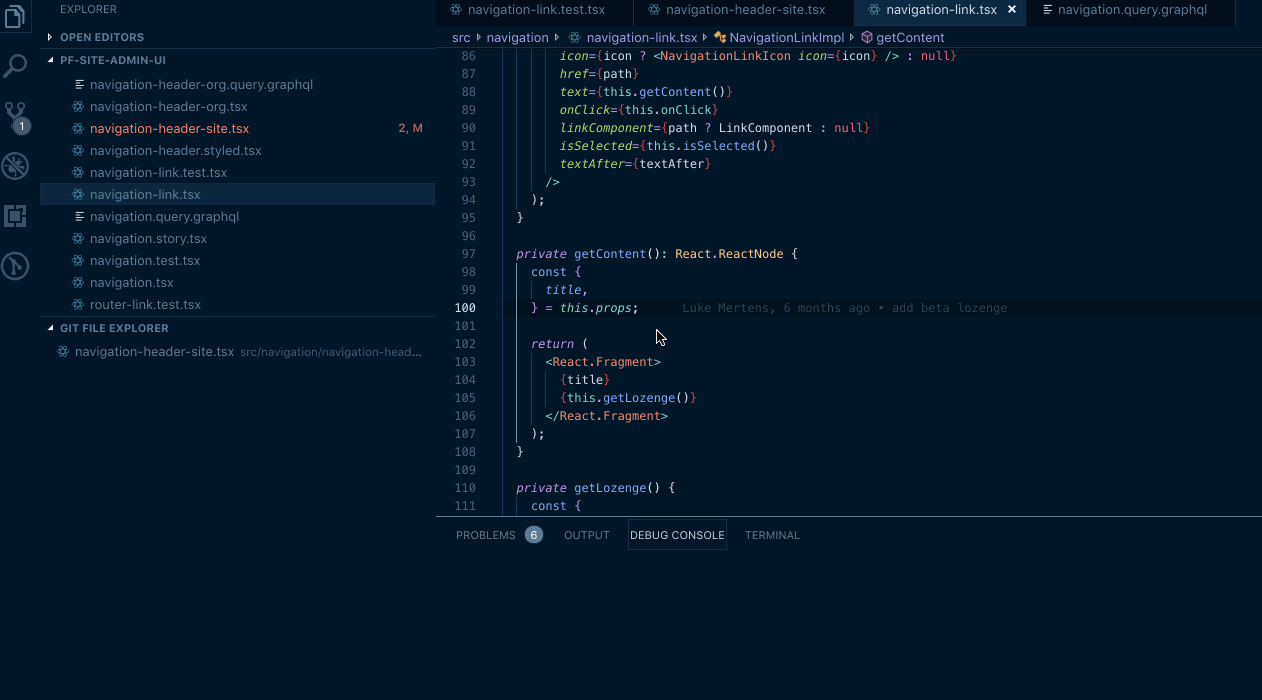 EXPLORER
OPEN EDITORS
PF-SITE-ADMIN-UI
navigation-header-org.query.graphql
navigation-header-org.tsx
navigation-header-site.tsx 2, M
navigation-header.styled.tsx
navigation-link.test.tsx
navigation-link.tsx
navigation.query.graphql
navigation.story.tsx
navigation.test.tsx
navigation.tsx
router-link.test.tsx
GIT FILE EXPLORER
navigation-header-site.tsx src/navigation/navigation-head...
1
navigation-link.test.tsx navigation-header-site.tsx navigation-link.tsx × navigation.query.graphql
src navigation navigation-link.tsx NavigationLinkImpl getContent
86 icon={icon ? <NavigationLinkIcon icon={icon} /> : null}
87 href={path}
88 text={this.getContent()}
89 onClick={this.onClick}
90 linkComponent={path ? LinkComponent : null}
91 isSelected={this.isSelected()}
92 textAfter={textAfter}
93 />
94 );
95 }
96
97 private getContent(): React.ReactNode {
98 const {
99 title,
100 } = this.props; Luke Mertens, 6 months ago • add beta lozenge
101
102 return (
103 <React.Fragment>
104 {title}
105 {this.getLozenge()}
106 </React.Fragment>
107 );
108 }
109
110 private getLozenge() {
111 const {
PROBLEMS 6 OUTPUT DEBUG CONSOLE TERMINAL